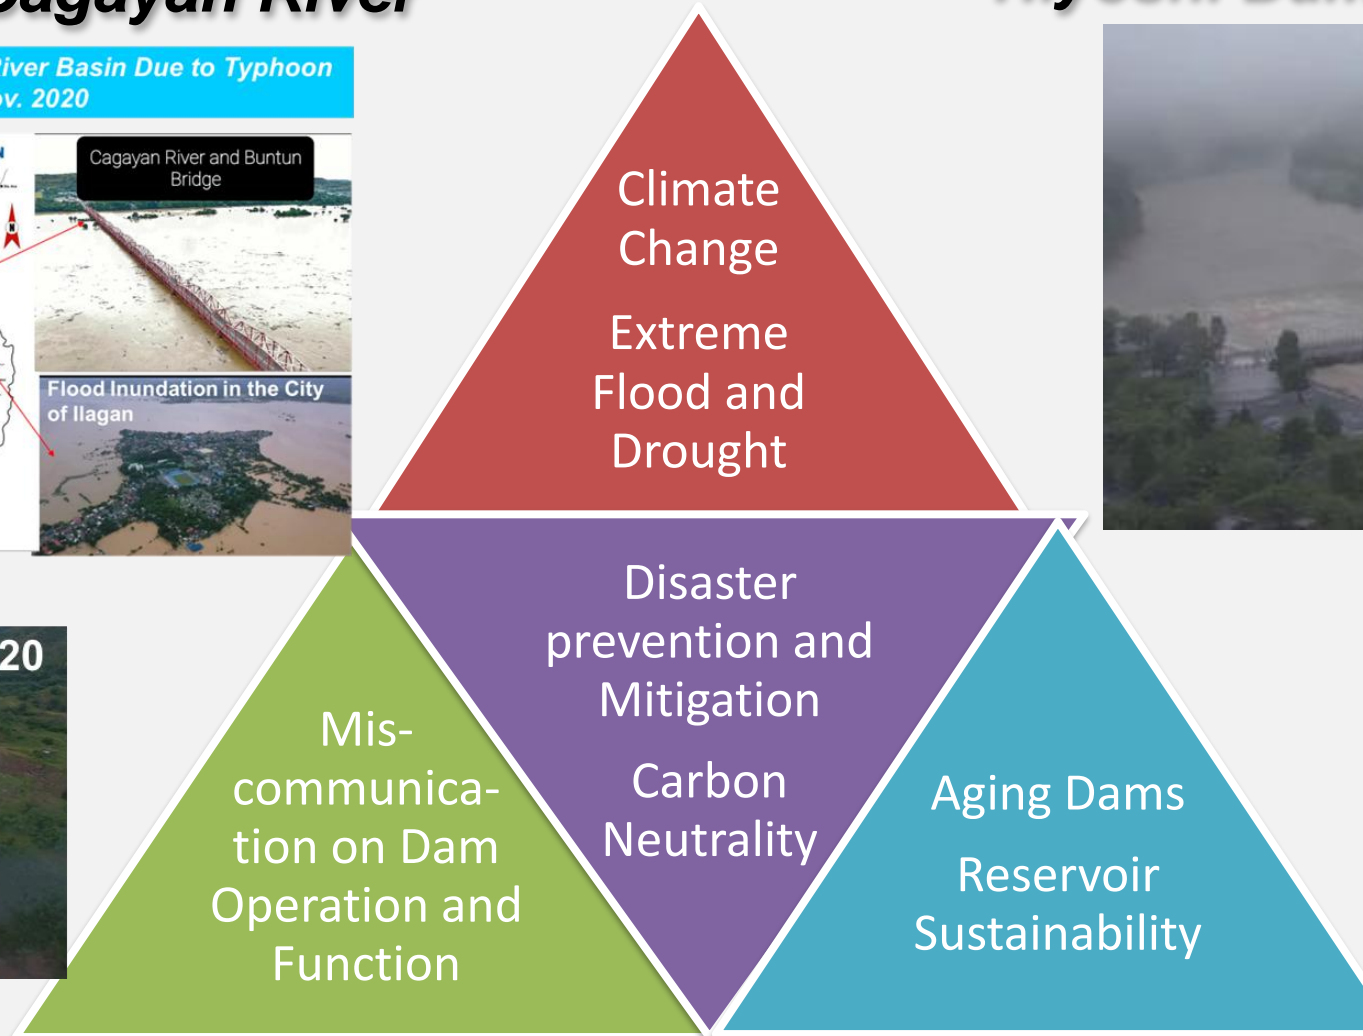 Cagayan River
River Basin Due to Typhoon
ov. 2020
Cagayan River and Buntun
Bridge
Flood Inundation in the City
of Ilagan
Climate
Change
Extreme
Flood and
Drought
Disaster
prevention and
Mitigation
Carbon
Neutrality
20
Mis-
communica-
tion on Dam
Operation and
Function
Aging Dams
Reservoir
Sustainability